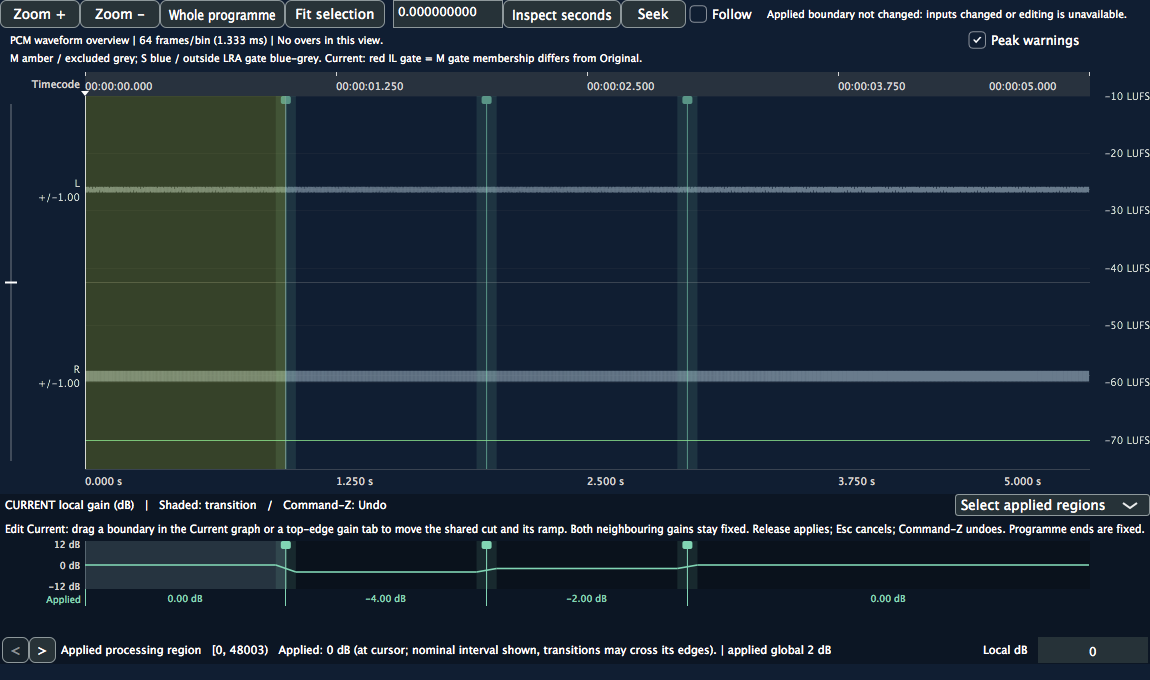 Zoom + Zoom − Whole programme Fit selection 0.000000000 Inspect seconds Seek Follow Applied boundary not changed: inputs changed or editing is unavailable.
PCM waveform overview | 64 frames/bin (1.333 ms) | No overs in this view.
Peak warnings
M amber / excluded grey; S blue / outside LRA gate blue-grey. Current: red IL gate = M gate membership differs from Original.
Timecode 00:00:00.000 00:00:01.250 00:00:02.500 00:00:03.750 00:00:05.000
−10 LUFS
−20 LUFS
L
+/−1.00
−30 LUFS
−40 LUFS
−50 LUFS
R
+/−1.00
−60 LUFS
−70 LUFS
0.000 s 1.250 s 2.500 s 3.750 s 5.000 s
CURRENT local gain (dB) | Shaded: transition / Command-Z: Undo Select applied regions
Edit Current: drag a boundary in the Current graph or a top-edge gain tab to move the shared cut and its ramp. Both neighbouring gains stay fixed. Release applies; Esc cancels; Command-Z undoes. Programme ends are fixed.
12 dB
0 dB
−12 dB
Applied 0.00 dB -4.00 dB -2.00 dB 0.00 dB
< > Applied processing region [0, 48003) Applied: 0 dB (at cursor; nominal interval shown, transitions may cross its edges). | applied global 2 dB Local dB 0